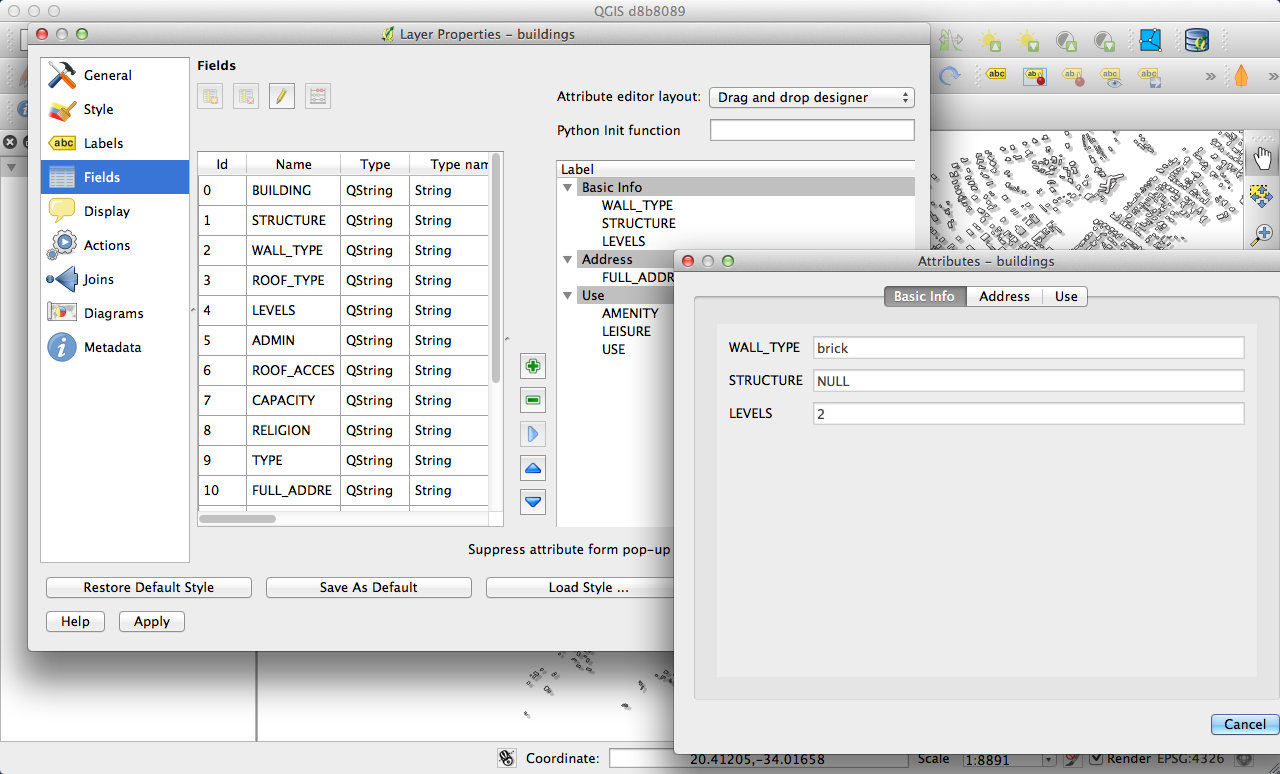 QGIS d8b8089
Layer Properties - buildings
General
Style
abc Labels
Fields
Display
Actions
Joins
Diagrams
Metadata
Fields
Attribute editor layout: Drag and drop designer
Python Init function
Id Name Type Type nam
0 BUILDING QString String
1 STRUCTURE QString String
2 WALL_TYPE QString String
3 ROOF_TYPE QString String
4 LEVELS QString String
5 ADMIN QString String
6 ROOF_ACCES QString String
7 CAPACITY QString String
8 RELIGION QString String
9 TYPE QString String
10 FULL_ADDRE QString String
Label
Basic Info
WALL_TYPE
STRUCTURE
LEVELS
Address
FULL_ADDR
Use
AMENITY
LEISURE
USE
Suppress attribute form pop-up
Restore Default Style
Save As Default
Load Style ...
Help
Apply
abc
ab
ab
abc
abc
Attributes - buildings
Basic Info Address Use
WALL_TYPE brick
STRUCTURE NULL
LEVELS 2
Cancel
Coordinate: 20.41205,-34.01658 Scale 1:8891 Render EPSG:4326